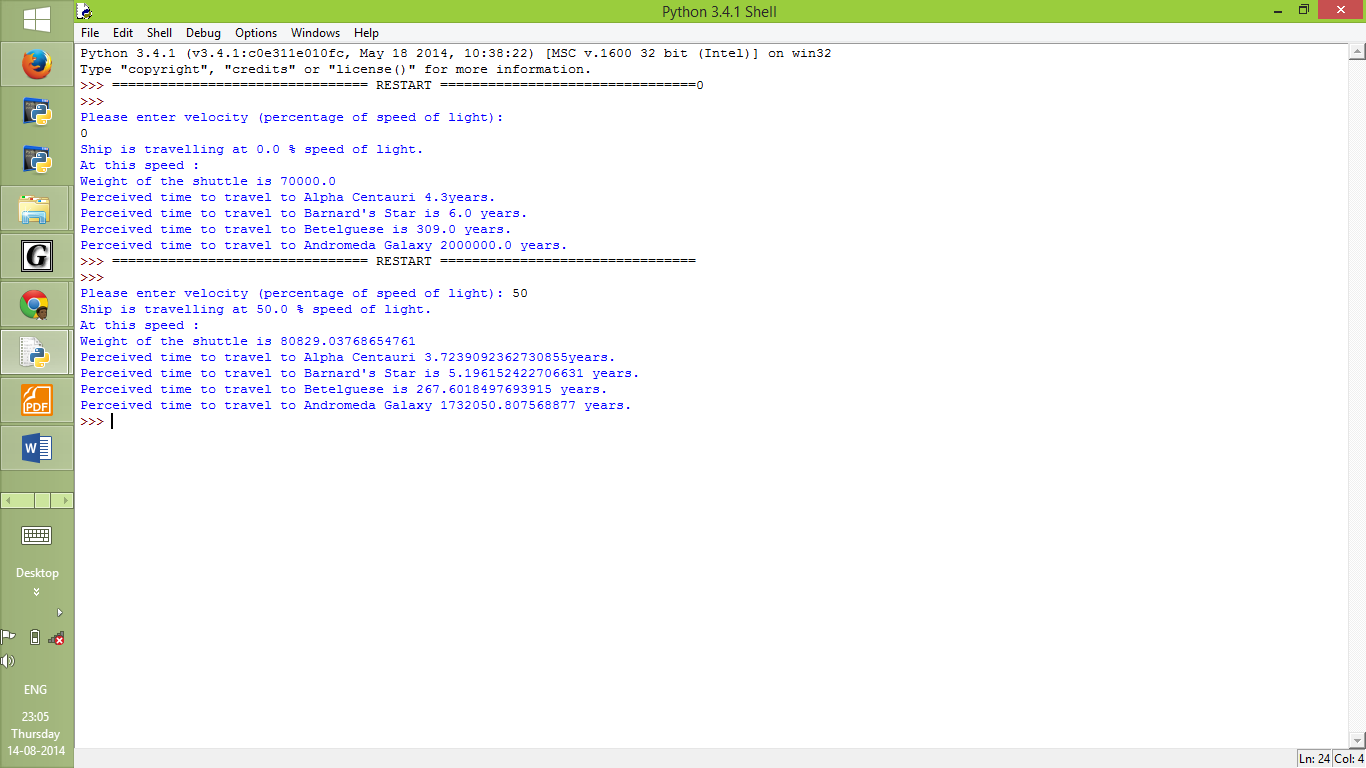 Python 3.4.1 Shell
File Edit Shell Debug Options Windows Help
Python 3.4.1 (v3.4.1:c0e311e010fc, May 18 2014, 10:38:22) [MSC v.1600 32 bit (Intel)] on win32
Type "copyright", "credits" or "license()" for more information.
>>> ================================ RESTART ================================0
>>>
Please enter velocity (percentage of speed of light):
0
Ship is travelling at 0.0 % speed of light.
At this speed :
Weight of the shuttle is 70000.0
Perceived time to travel to Alpha Centauri 4.3years.
Perceived time to travel to Barnard's Star is 6.0 years.
Perceived time to travel to Betelguese is 309.0 years.
Perceived time to travel to Andromeda Galaxy 2000000.0 years.
>>> ================================ RESTART ================================
>>>
Please enter velocity (percentage of speed of light): 50
Ship is travelling at 50.0 % speed of light.
At this speed :
Weight of the shuttle is 80829.03768654761
Perceived time to travel to Alpha Centauri 3.7239092362730855years.
Perceived time to travel to Barnard's Star is 5.196152422706631 years.
Perceived time to travel to Betelguese is 267.6018497693915 years.
Perceived time to travel to Andromeda Galaxy 1732050.807568877 years.
>>>
G
PDF
W
Desktop
ENG
23:05
Thursday
14-08-2014
Ln: 24 Col: 4